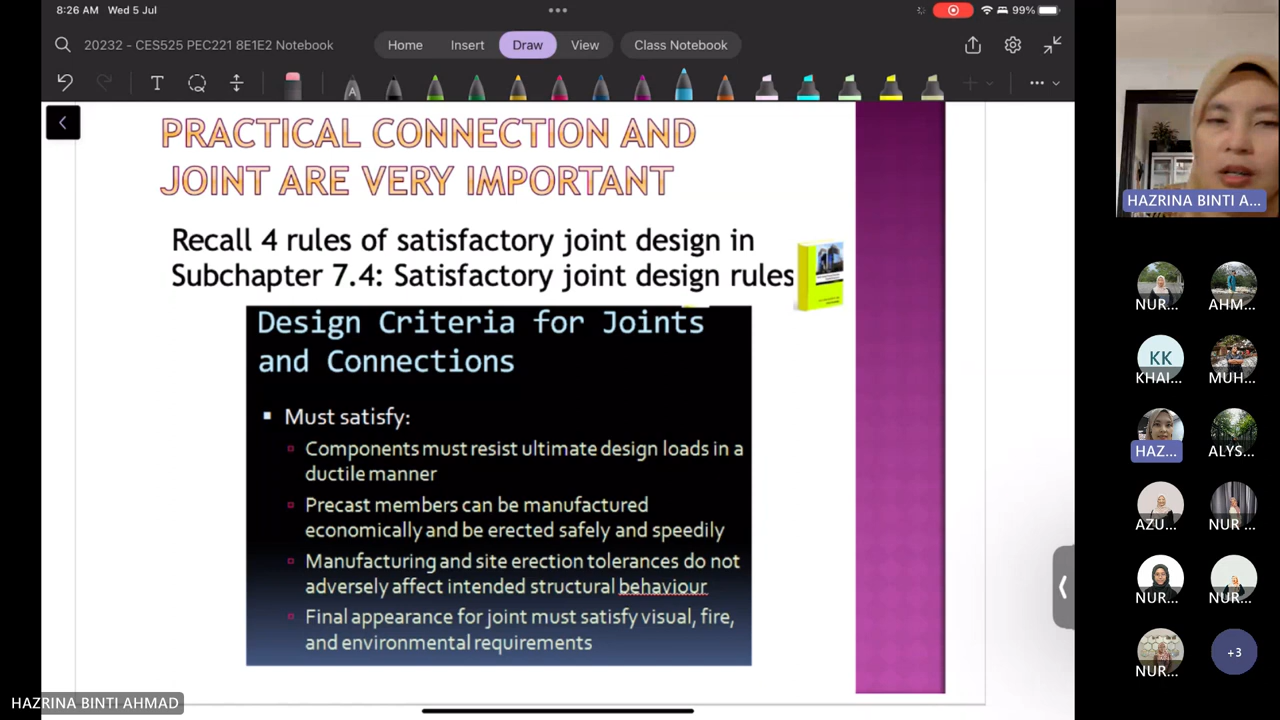 8:26 AM Wed 5 Jul
99%
20232 - CES525 PEC221 8E1E2 Notebook
Home Insert Draw View Class Notebook
PRACTICAL CONNECTION AND
JOINT ARE VERY IMPORTANT
Recall 4 rules of satisfactory joint design in
Subchapter 7.4: Satisfactory joint design rules
Design Criteria for Joints
and Connections
Must satisfy:
Components must resist ultimate design loads in a
ductile manner
Precast members can be manufactured
economically and be erected safely and speedily
Manufacturing and site erection tolerances do not
adversely affect intended structural behaviour
Final appearance for joint must satisfy visual, fire,
and environmental requirements
HAZRINA BINTI AHMAD
HAZRINA BINTI A...
NUR... AHM...
KK
KHAI... MUH...
HAZ... ALYS...
AZU... NUR ...
NUR... NUR...
NUR... +3